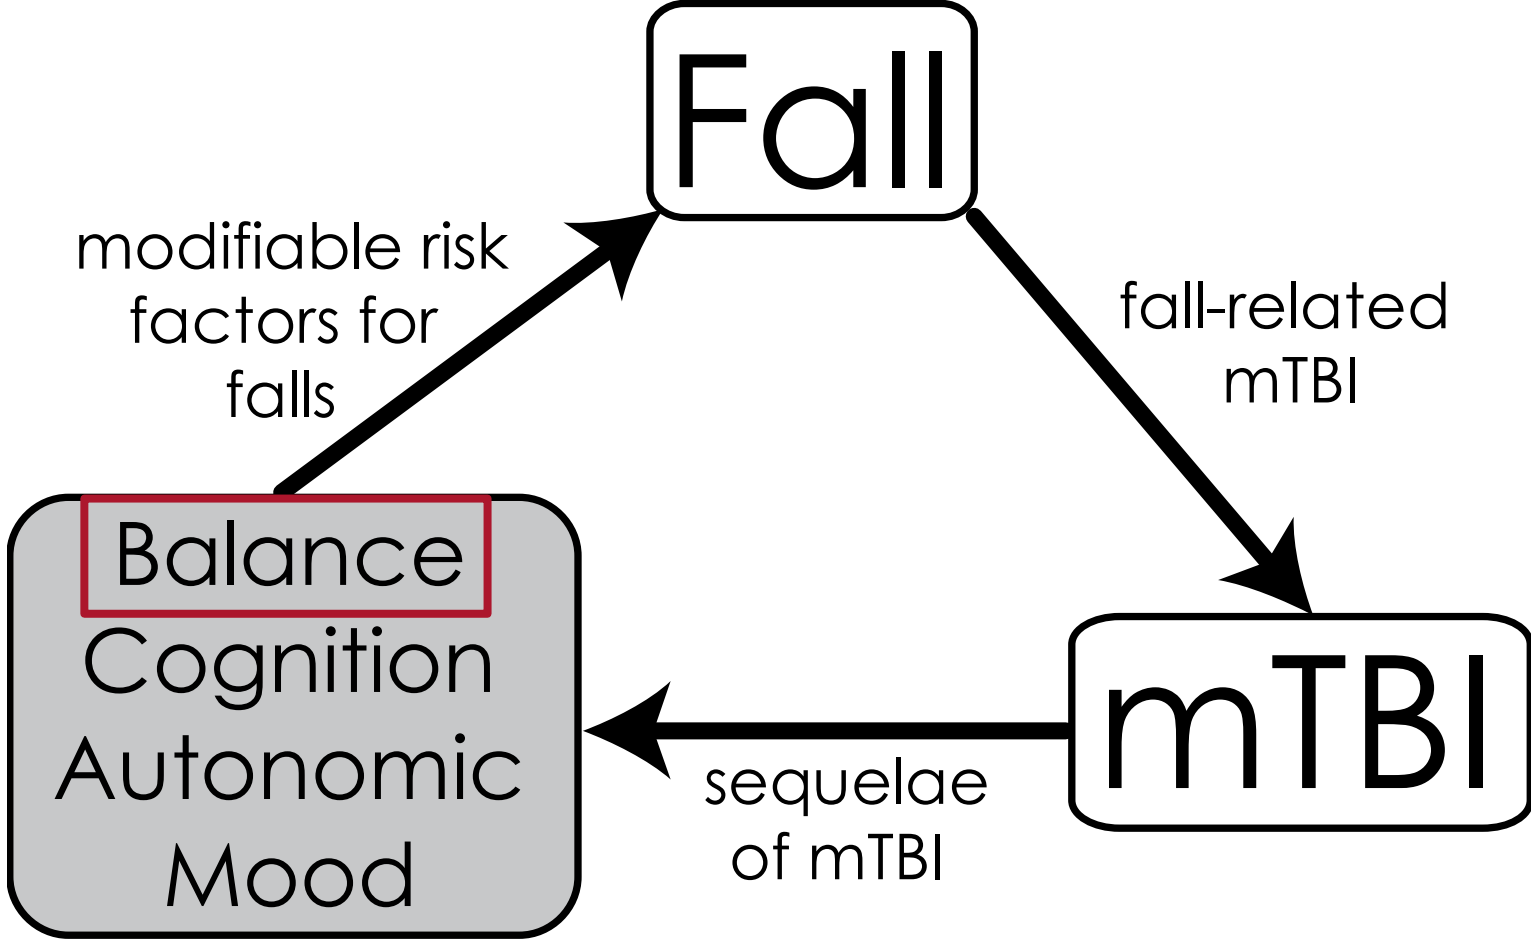 Fall
modifiable risk
factors for
falls
fall-related
mTBI
Balance
Cognition
Autonomic
Mood
sequelae
of mTBI
mTBI